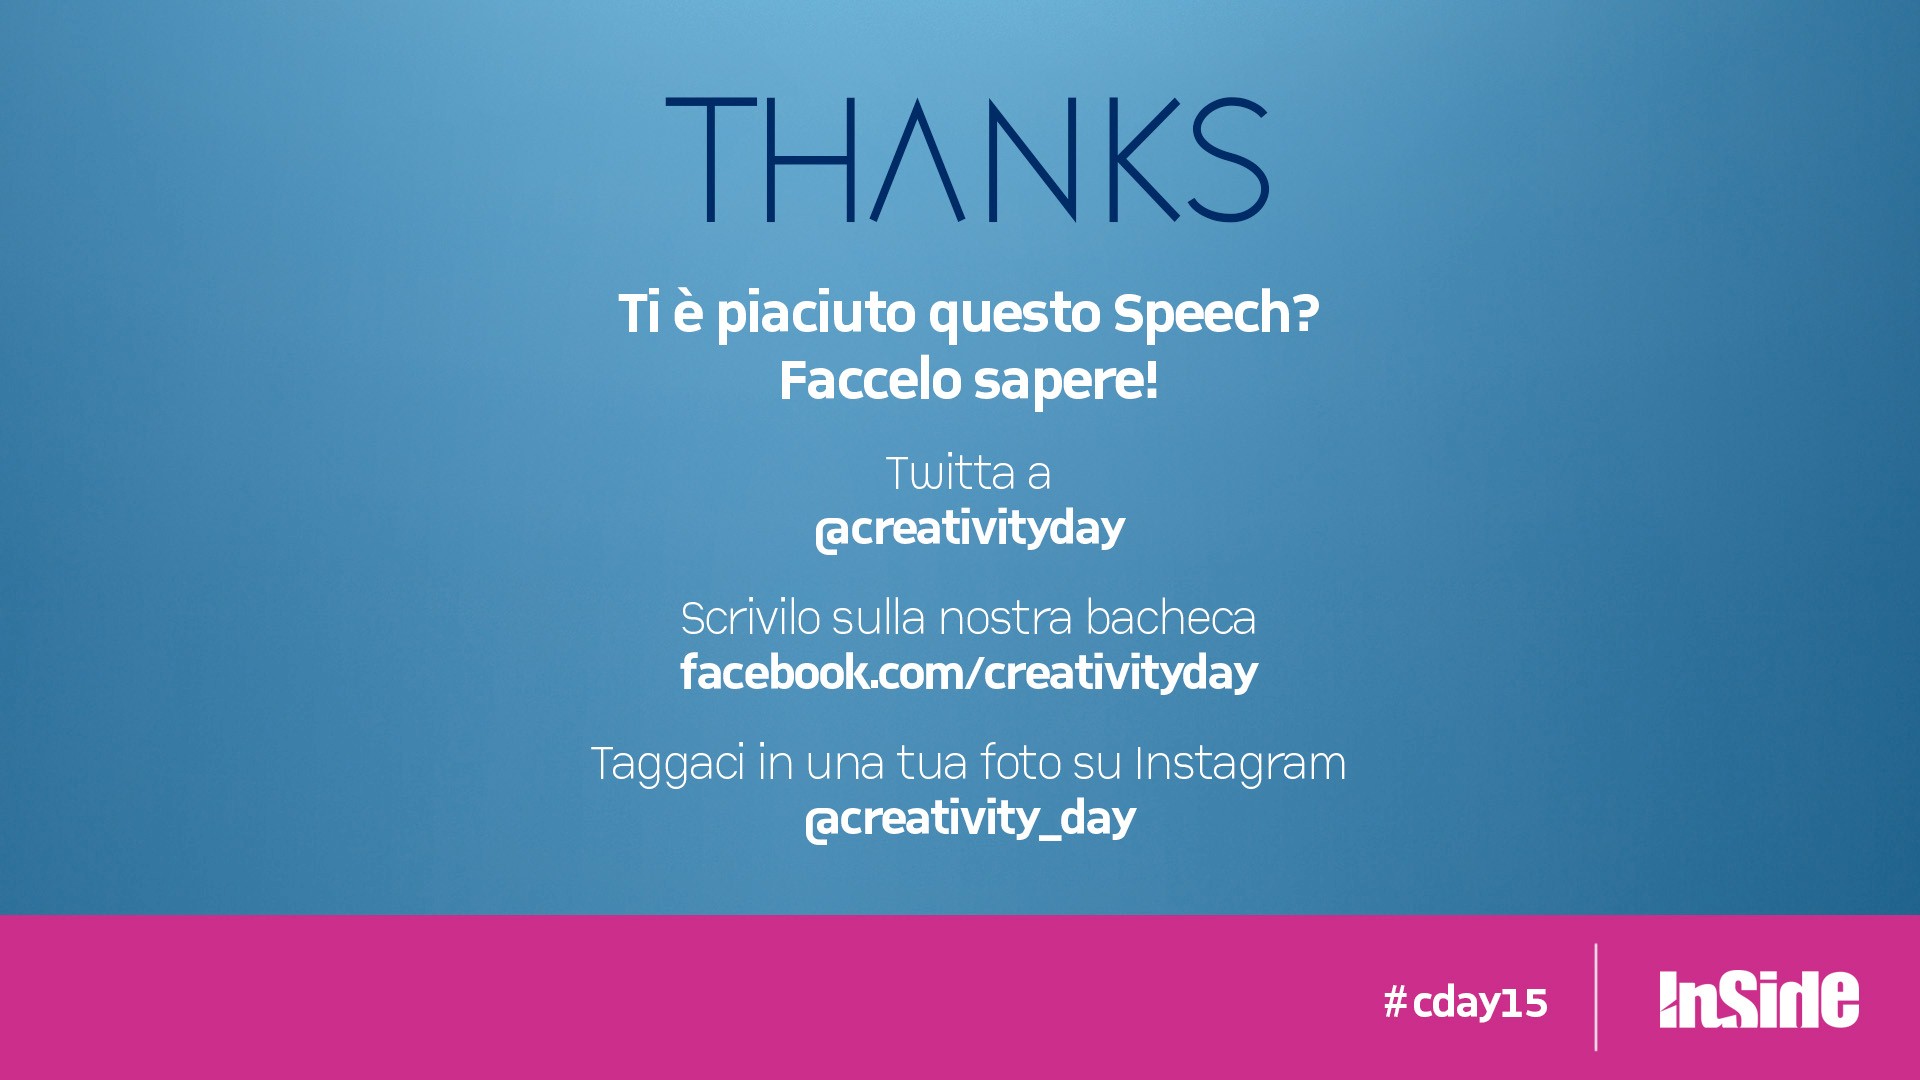 THANKS
Ti è piaciuto questo Speech?
Faccelo sapere!
Twitta a
@creativityday
Scrivilo sulla nostra bacheca
facebook.com/creativityday
Taggaci in una tua foto su Instagram
@creativity_day
#cday15
InSide